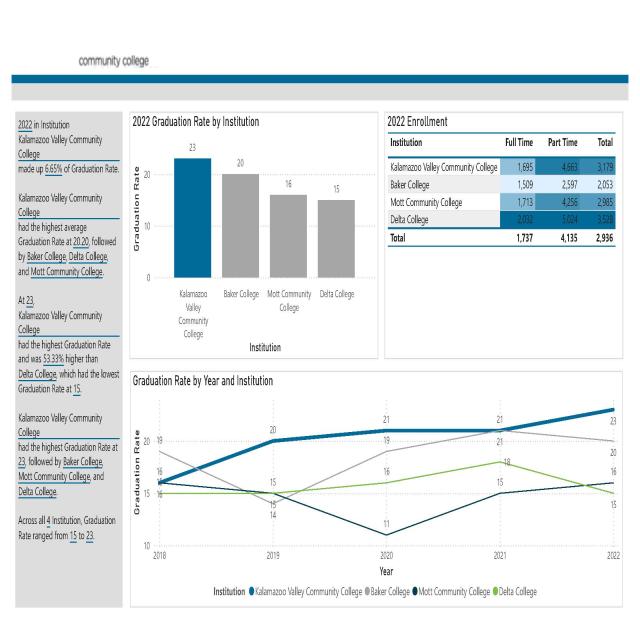 community college
2022 in Institution
Kalamazoo Valley Community
College
made up 6.65% of Graduation Rate.
Kalamazoo Valley Community
College
had the highest average
Graduation Rate at 20.20, followed
by Baker College, Delta College,
and Mott Community College.
At 23,
Kalamazoo Valley Community
College
had the highest Graduation Rate
and was 53.33% higher than
Delta College, which had the lowest
Graduation Rate at 15.
Kalamazoo Valley Community
College
had the highest Graduation Rate at
23, followed by Baker College,
Mott Community College, and
Delta College.
Across all 4 Institution, Graduation
Rate ranged from 15 to 23.
2022 Graduation Rate by Institution
Graduation Rate
20
10
0
23
20
16
15
Kalamazoo
Valley
Community
College
Baker College
Mott Community
College
Delta College
Institution
2022 Enrollment
Institution Full Time Part Time Total
Kalamazoo Valley Community College 1,695 4,663 3,179
Baker College 1,509 2,597 2,053
Mott Community College 1,713 4,256 2,985
Delta College 2,032 5,024 3,528
Total 1,737 4,135 2,936
Graduation Rate by Year and Institution
Graduation Rate
20
15
10
19
16
20
15
14
21
19
16
11
21
21
18
15
23
20
16
15
2018 2019 2020 2021 2022
Year
Institution Kalamazoo Valley Community College Baker College Mott Community College Delta College